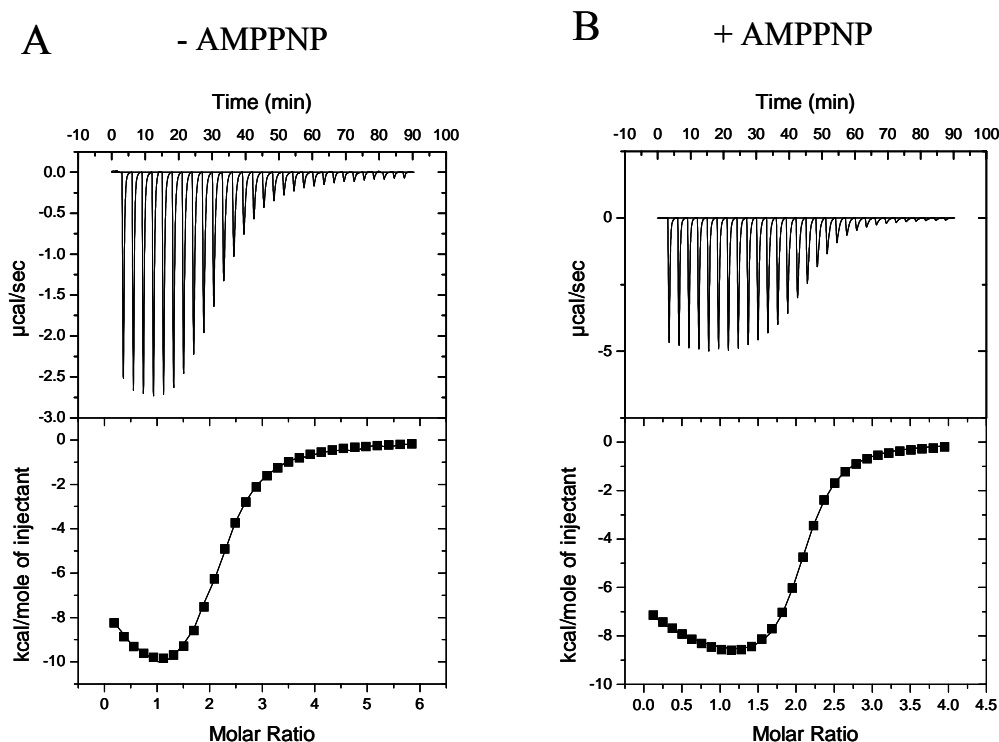 A
- AMPPNP
Time (min)
-10 0 10 20 30 40 50 60 70 80 90 100
0.0
-0.5
-1.0
-1.5
-2.0
-2.5
-3.0
µcal/sec
0
-2
-4
-6
-8
-10
kcal/mole of injectant
0 1 2 3 4 5 6
Molar Ratio
B
+ AMPPNP
Time (min)
-10 0 10 20 30 40 50 60 70 80 90 100
0
-5
µcal/sec
0
-2
-4
-6
-8
-10
kcal/mole of injectant
0.0 0.5 1.0 1.5 2.0 2.5 3.0 3.5 4.0 4.5
Molar Ratio